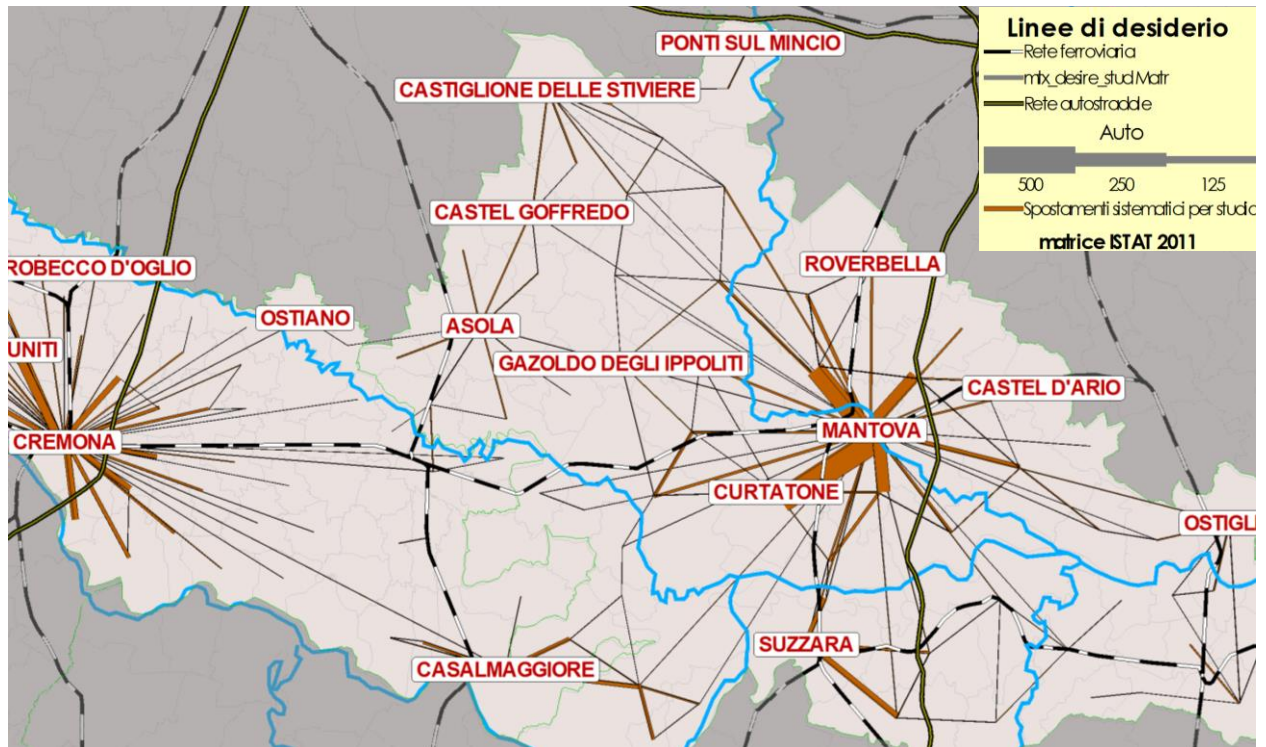 PONTI SUL MINCIO
CASTIGLIONE DELLE STIVIERE
CASTEL GOFFREDO
ROBECCO D'OGLIO
ROVERBELLA
OSTIANO
ASOLA
UNITI
GAZOLDO DEGLI IPPOLITI
CASTEL D'ARIO
CREMONA
MANTOVA
CURTATONE
OSTIGL
SUZZARA
CASALMAGGIORE
Linee di desiderio
Rete ferroviaria
mtx_desire_stud Matr
Rete autostradale
Auto
500 250 125
Spostamenti sistematici per studio
matrice ISTAT 2011